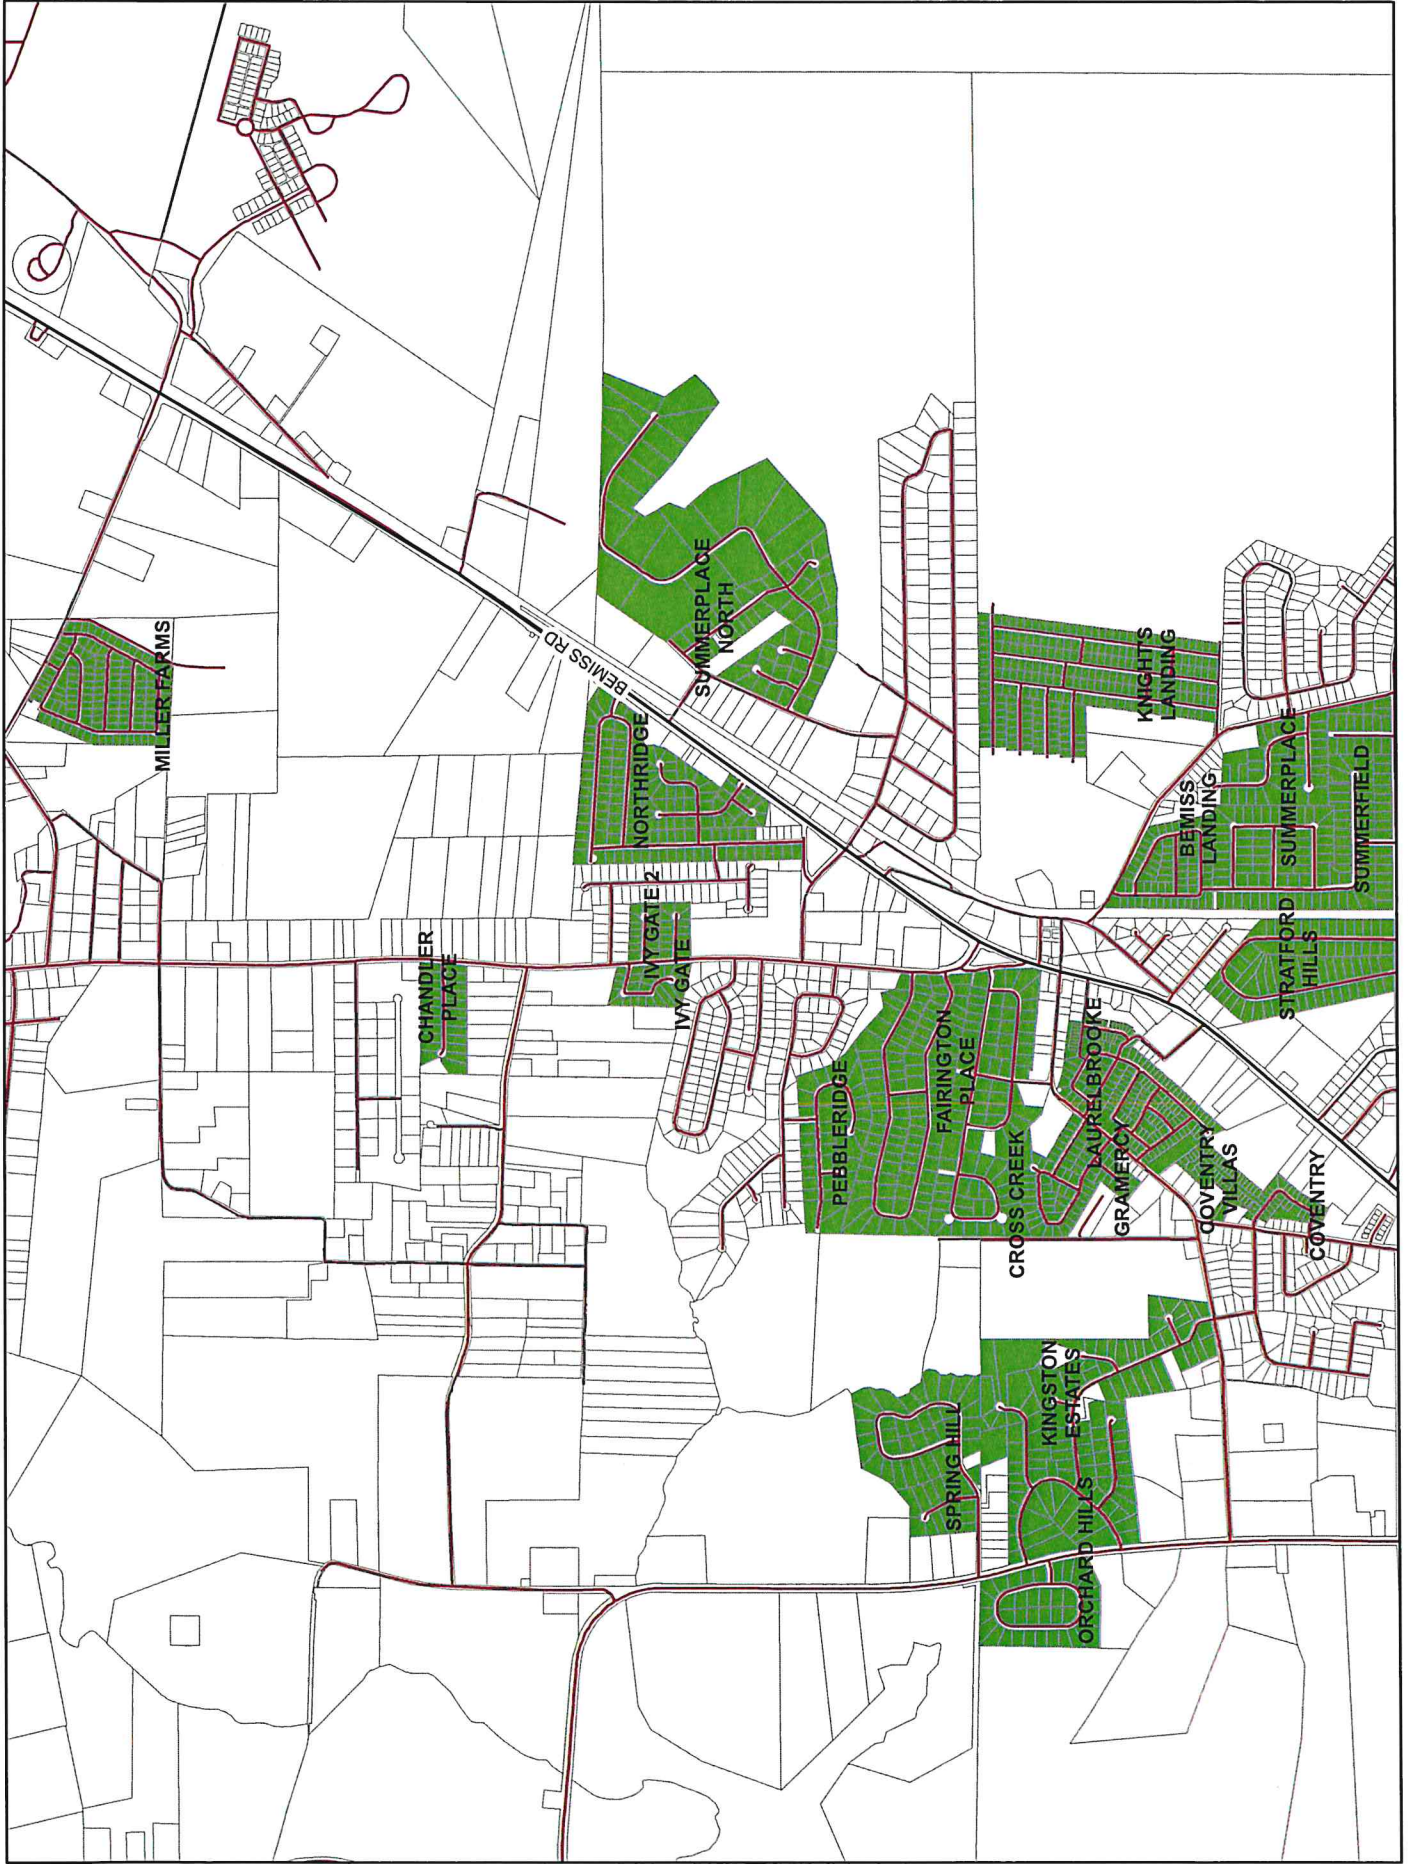 MILLER FARMS
BEMISS RD
SUMMERPLACE
NORTH
NORTHRIDGE
IVY GATE 2
IVY GATE
CHANDLER
PLACE
KNIGHTS
LANDING
BEMISS
LANDING
SUMMERPLACE
SUMMERFIELD
STRATFORD
HILLS
PEBBLERIDGE
FAIRINGTON
PLACE
CROSS CREEK
LAURELBROOKE
GRAMERCY
COVENTRY
VILLAS
COVENTRY
SPRING HILL
KINGSTON
ESTATES
ORCHARD HILLS